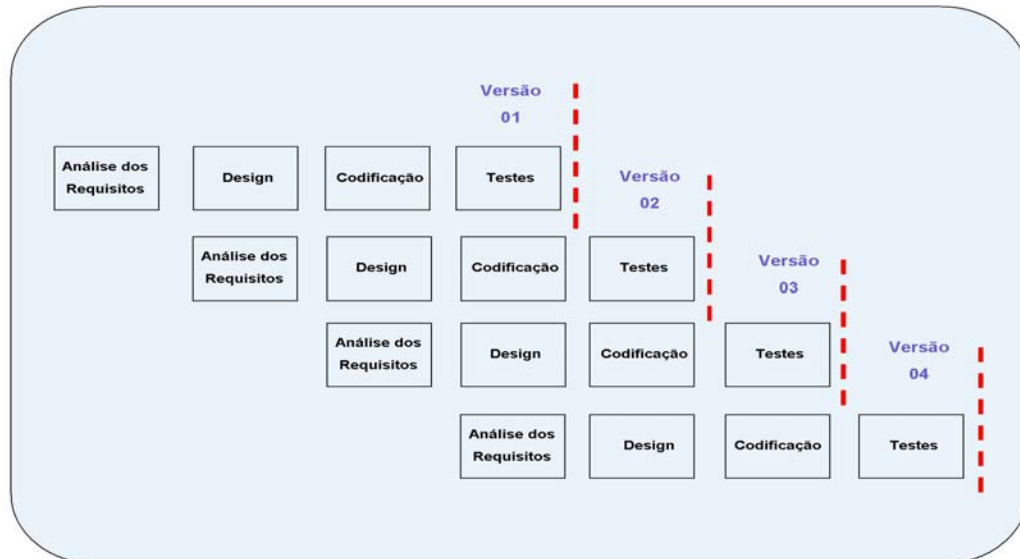 Versão
01
Análise dos
Requisitos
Design
Codificação
Testes
Versão
02
Análise dos
Requisitos
Design
Codificação
Testes
Versão
03
Análise dos
Requisitos
Design
Codificação
Testes
Versão
04
Análise dos
Requisitos
Design
Codificação
Testes